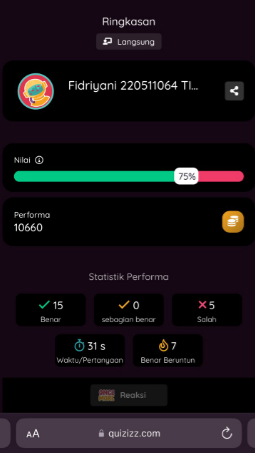 Ringkasan
Langsung
Fidriyani 220511064 TI...
Nilai
75%
Performa
10660
Statistik Performa
15
Benar
0
sebagian benar
5
Salah
31 s
Waktu/Pertanyaan
7
Benar Beruntun
Reaksi
AA
quizizz.com